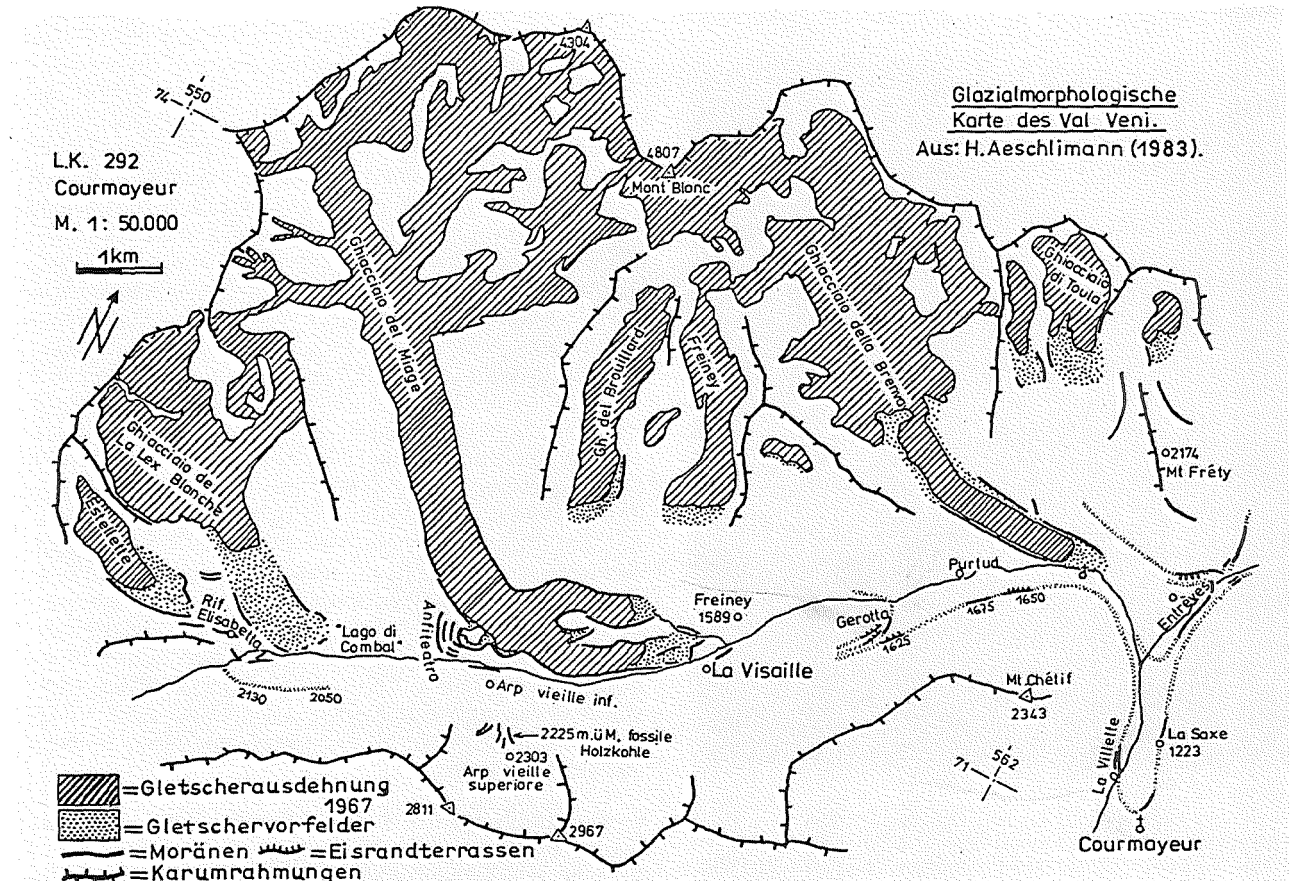 4304
74 550
Glazialmorphologische
Karte des Val Veni.
Aus: H. Aeschlimann (1983).
L.K. 292
Courmayeur
M. 1: 50.000
1km
4807
Mont Blanc
Ghiacciaio del Miage
Ghiacciaio della Brenva
Ghiacciaio
di Toula
Gh. del Brouillard
Freiney
Ghiacciaio de
La Lex Blanche
Estellette
2174
Mt Fréty
Rif.
Elisabetta
"Lago di
Combal"
Antiteatro
Freiney
1589
Purtud
Gerotta
1625
1675
1650
Entrèves
La Visaille
Arp vieille inf.
2130
2050
Mt. Chétif
2343
2225 m.ü M. fossile
Holzkohle
2303
Arp vieille
superiore
71 562
La Villette
La Saxe
1223
2811
2967
Courmayeur
=Gletscherausdehnung
1967
=Gletschervorfelder
=Moränen =Eisrandterrassen
=Karumrahmungen